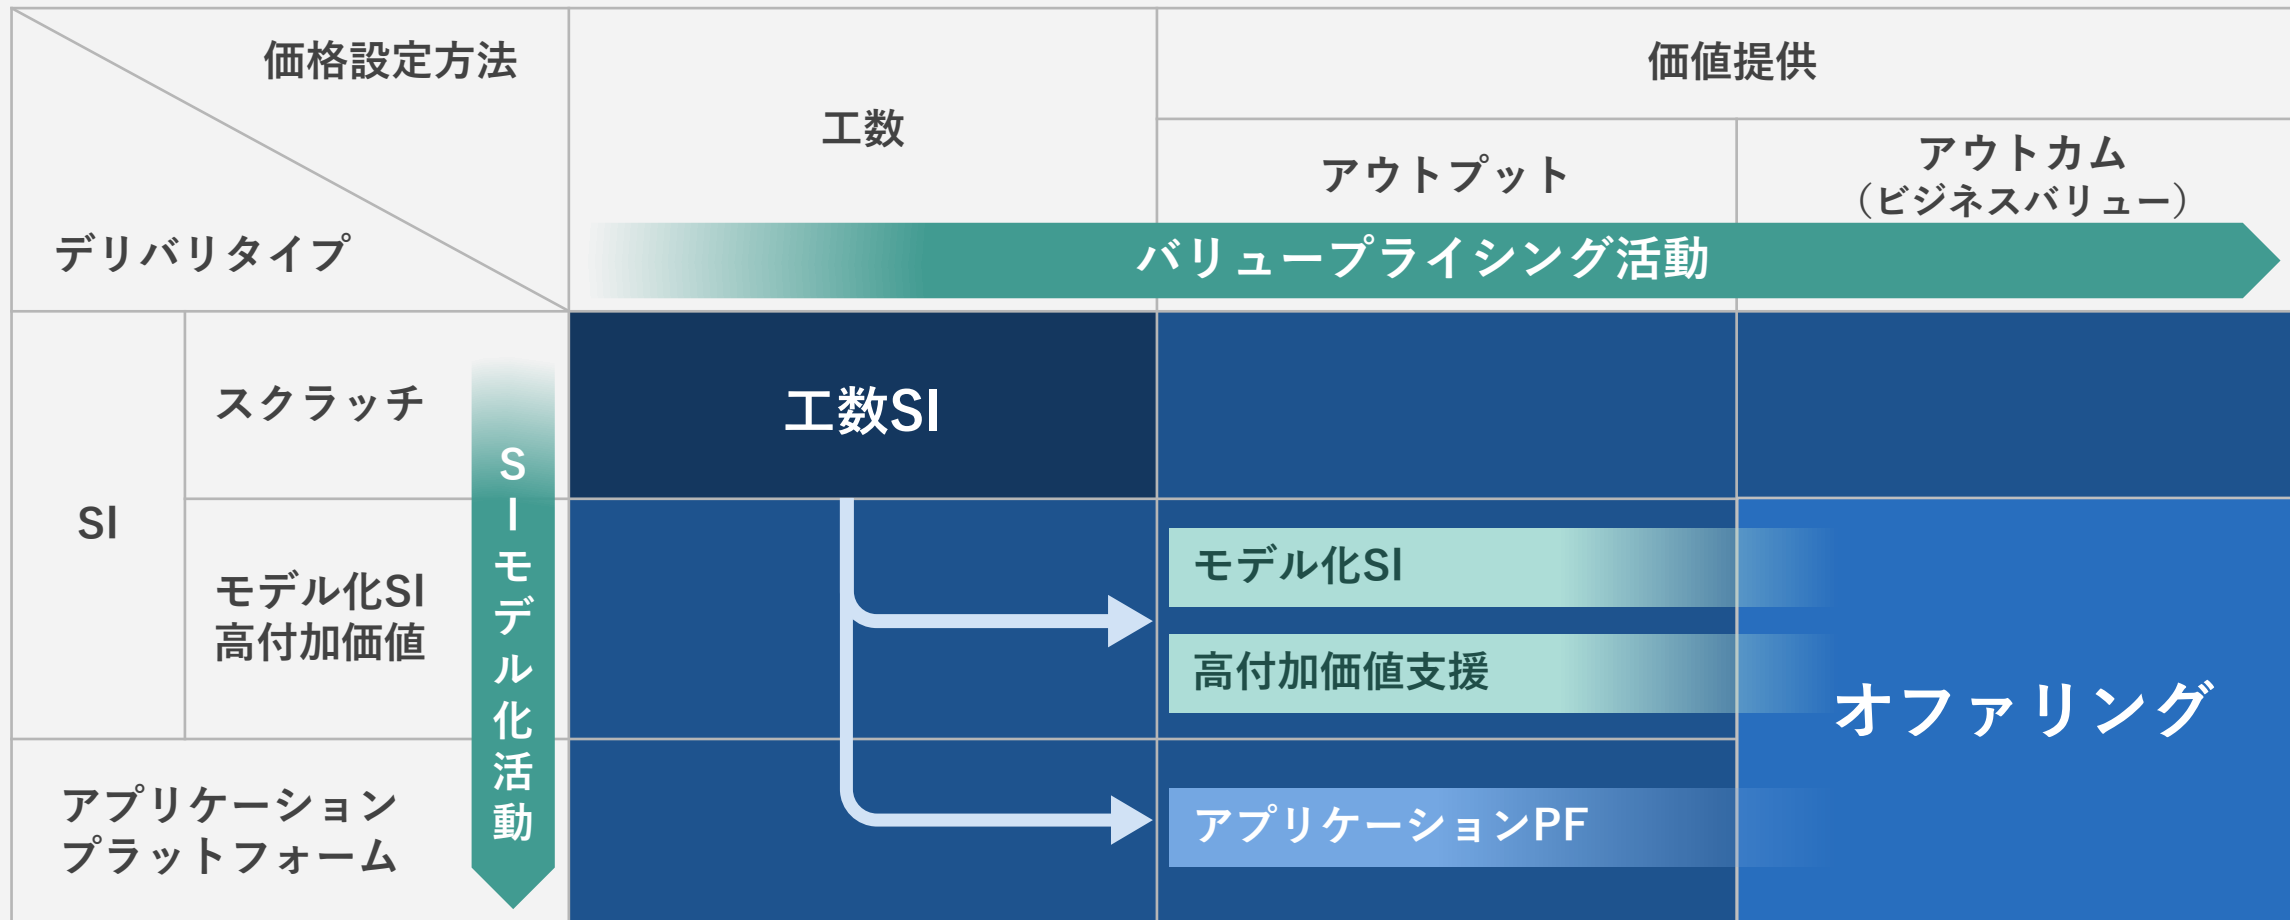 価格設定方法
デリバリタイプ
工数
価値提供
アウトプット
アウトカム
（ビジネスバリュー）
バリュープライシング活動
SI
スクラッチ
モデル化SI
高付加価値
アプリケーション
プラットフォーム
SIモデル化活動
工数SI
モデル化SI
高付加価値支援
アプリケーションPF
オファリング